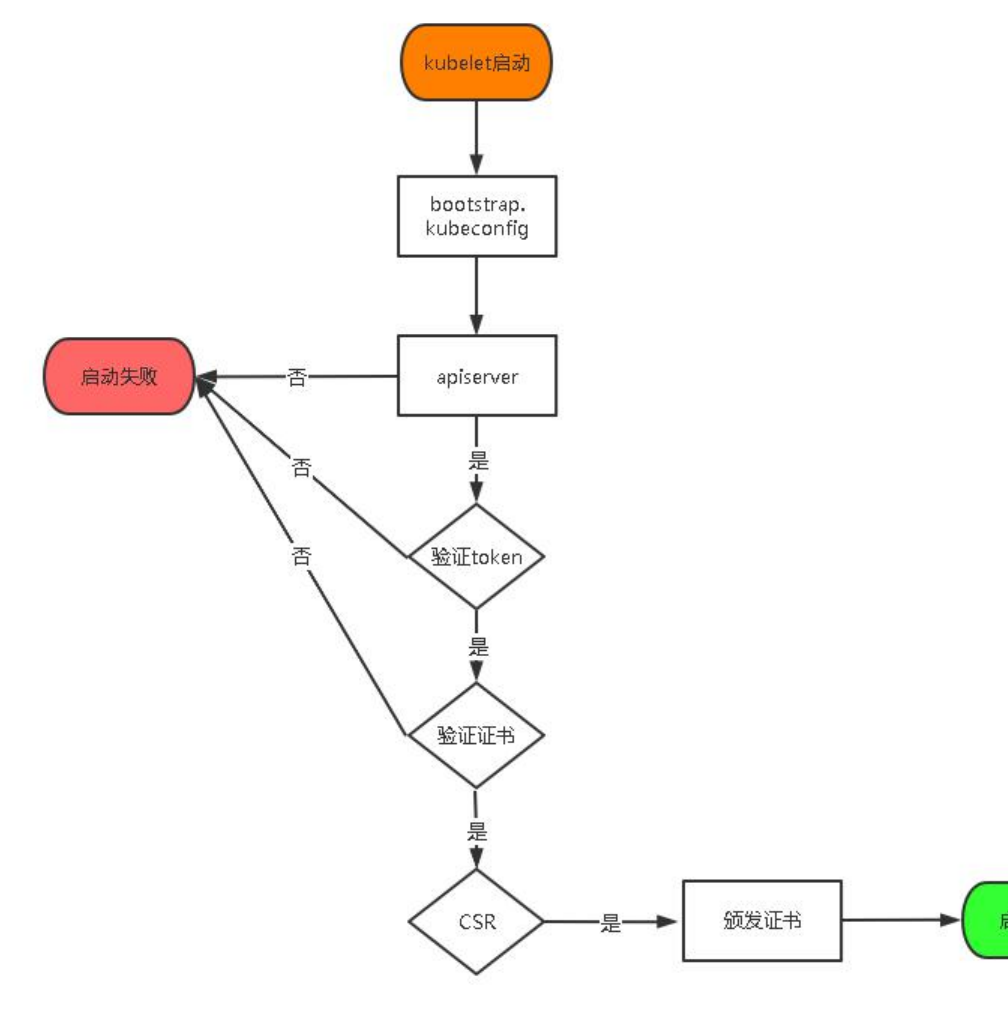 kubelet启动
bootstrap.
kubeconfig
启动失败
否
apiserver
是
否
验证token
否
是
验证证书
是
CSR
是
颁发证书